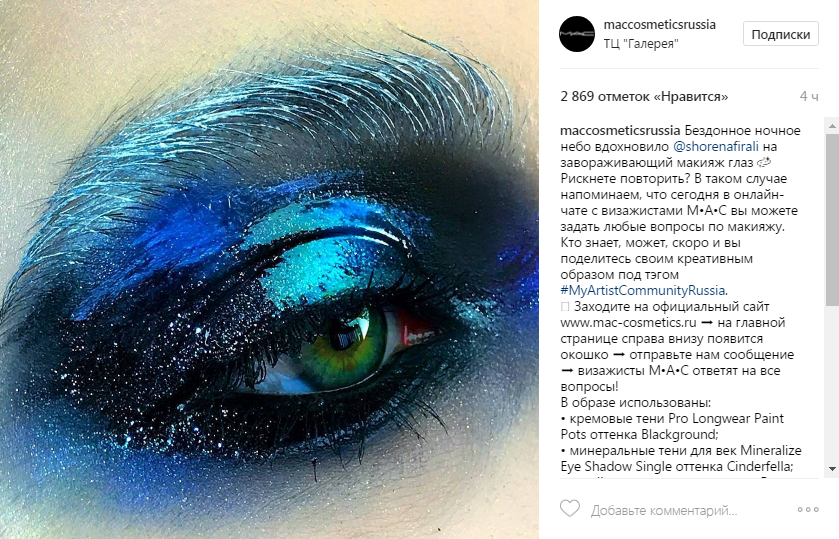 MAC
maccosmeticsrussia
ТЦ "Галерея"
Подписки
2 869 отметок «Нравится»
4 ч
maccosmeticsrussia Бездонное ночное
небо вдохновило @shorenafirali на
завораживающий макияж глаз
Рискнете повторить? В таком случае
напоминаем, что сегодня в онлайн-
чате с визажистами M•A•C вы можете
задать любые вопросы по макияжу.
Кто знает, может, скоро и вы
поделитесь своим креативным
образом под тэгом
#MyArtistCommunityRussia.
Заходите на официальный сайт
www.mac-cosmetics.ru ➞ на главной
странице справа внизу появится
окошко ➞ отправьте нам сообщение
➞ визажисты M•A•C ответят на все
вопросы!
В образе использованы:
• кремовые тени Pro Longwear Paint
Pots оттенка Blackground;
• минеральные тени для век Mineralize
Eye Shadow Single оттенка Cinderfella;
Добавьте комментарий...